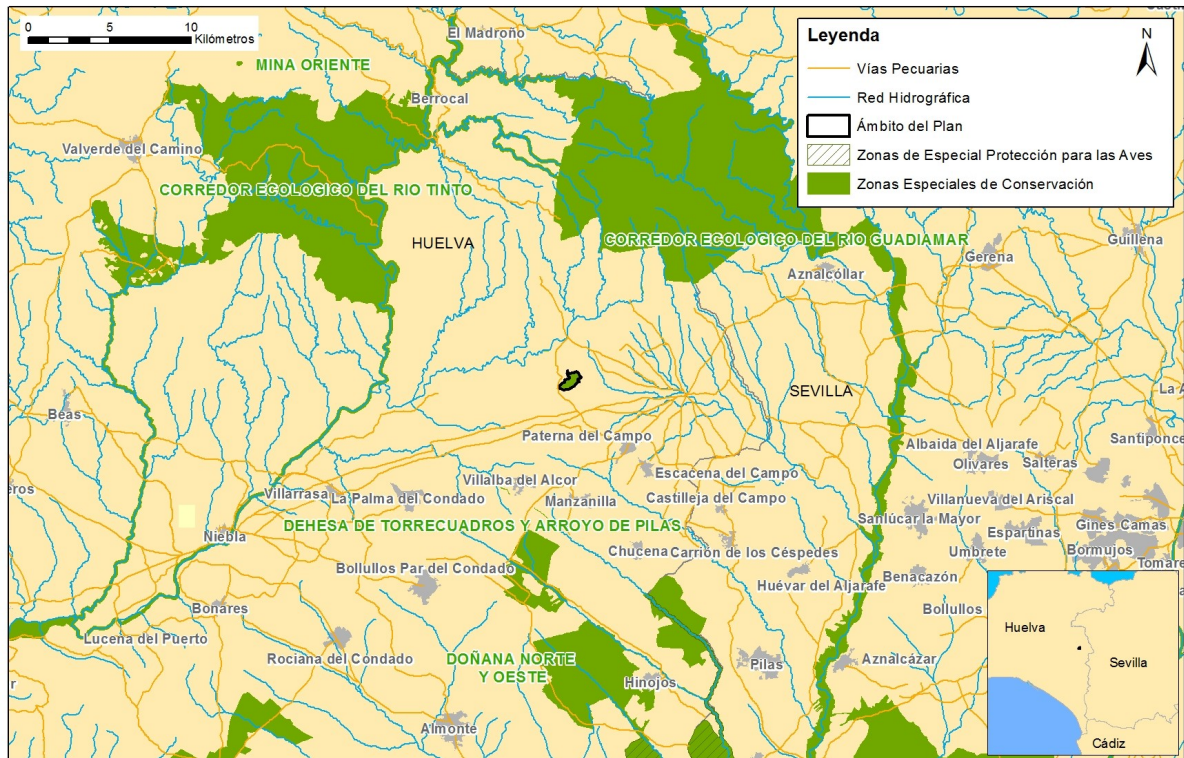 0 5 10
Kilómetros
El Madroño
MINA ORIENTE
Berrocal
Valverde del Camino
CORREDOR ECOLOGICO DEL RIO TINTO
HUELVA
CORREDOR ECOLOGICO DEL RIO GUADIAMAR
Aznalcóllar
Gerena
Guillena
Leyenda
N
Vías Pecuarias
Red Hidrográfica
Ámbito del Plan
Zonas de Especial Protección para las Aves
Zonas Especiales de Conservación
SEVILLA
Beas
La A
Santiponce
Paterna del Campo
Albaida del Aljarafe
Olivares
Salteras
Escacena del Campo
Villarrasa
La Palma del Condado
Villalba del Alcor
Manzanilla
Castilleja del Campo
Villanueva del Ariscal
Sanlúcar la Mayor
Espartinas
Gines
Camas
DEHESA DE TORRECUADROS Y ARROYO DE PILAS
Niebla
Chucena
Carrión de los Céspedes
Umbrete
Bormujos
Tomare
Bollullos Par del Condado
Huévar del Aljarafe
Benacazón
Bonares
Bollullos
Lucena del Puerto
Rociana del Condado
DOÑANA NORTE
Y OESTE
Hinojos
Pilas
Aznalcázar
Almonte
Huelva
Sevilla
Cádiz